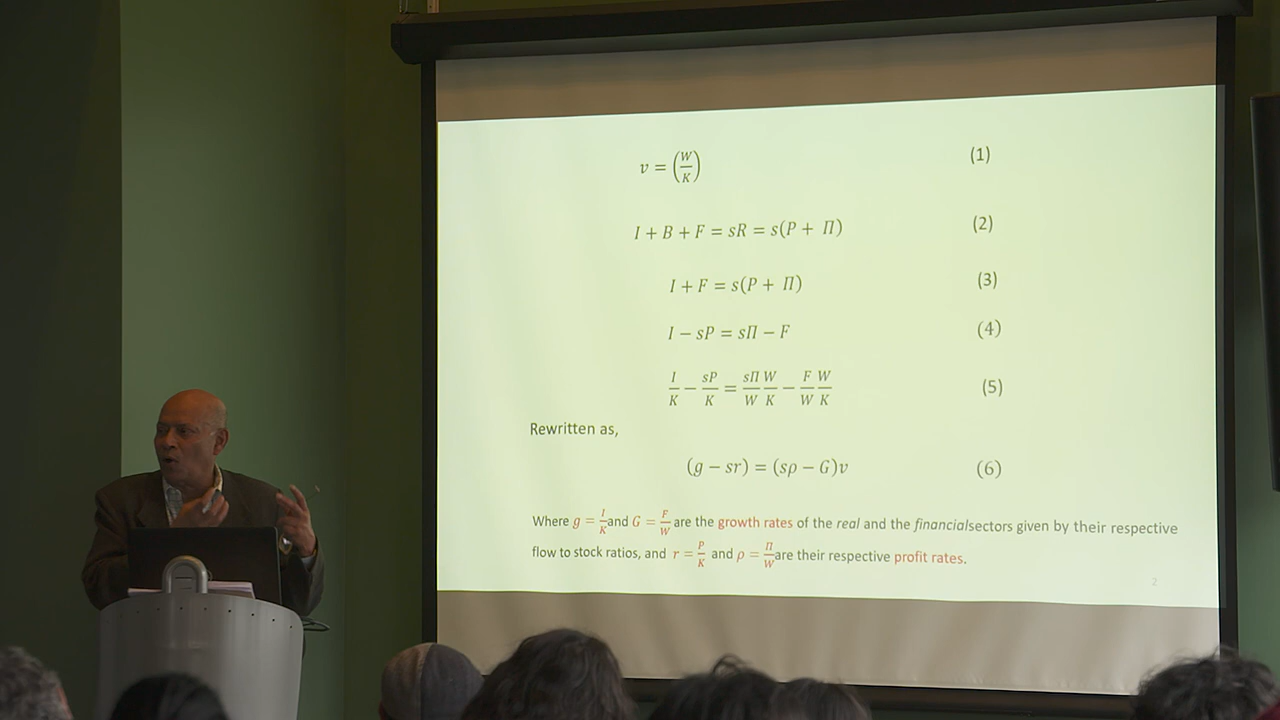 v = (W/K) (1)
I + B + F = sR = s(P + Π) (2)
I + F = s(P + Π) (3)
I − sP = sΠ − F (4)
I/K − sP/K = sΠ/W W/K − F/W W/K (5)
Rewritten as,
(g − sr) = (sρ − G)v (6)
Where g = I/K and G = F/W are the growth rates of the real and the financialsectors given by their respective
flow to stock ratios, and r = P/K and ρ = Π/W are their respective profit rates.
2